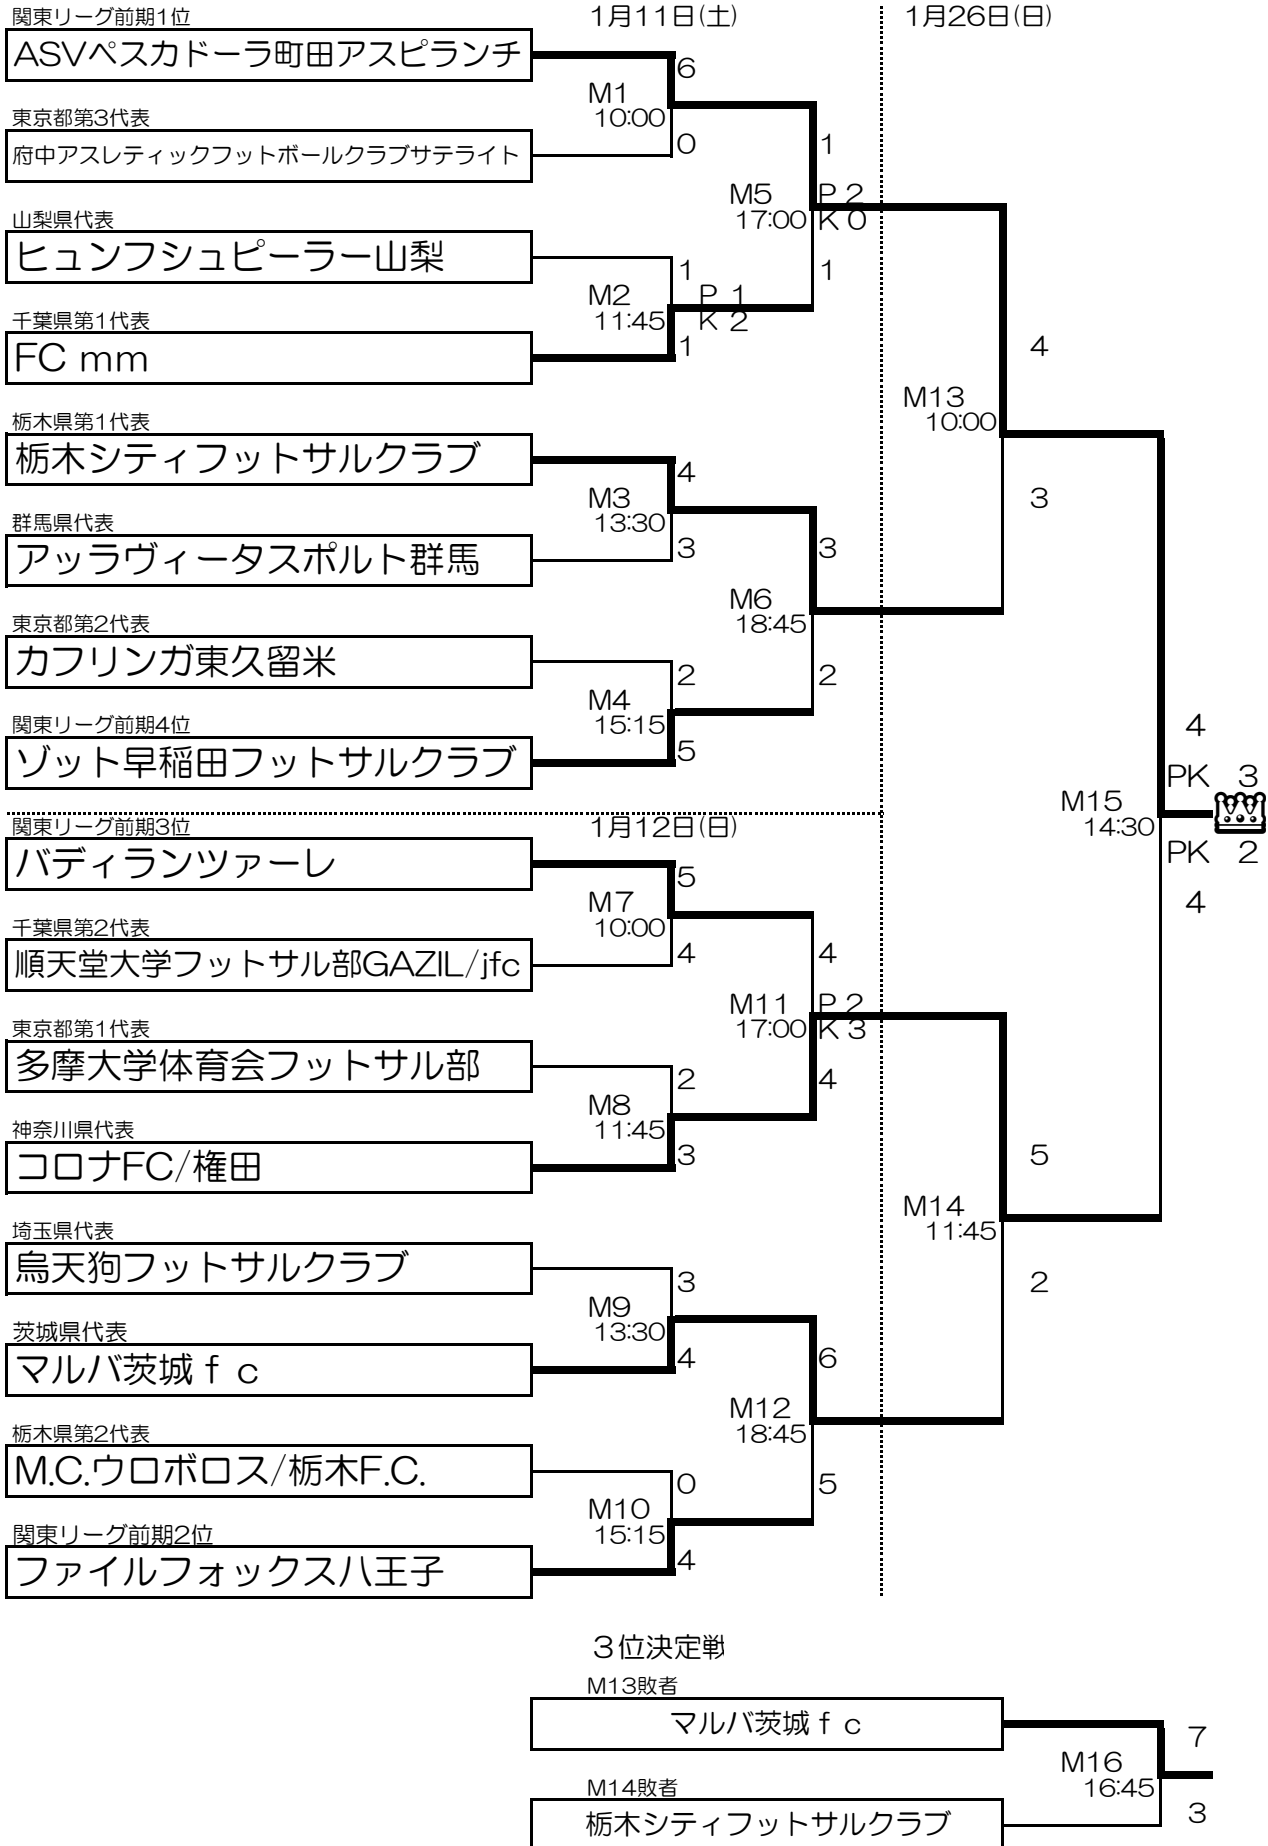 関東リーグ前期1位
1月11日(土)
1月26日(日)
ASVペスカドーラ町田アスピランチ
6
M1
10:00
東京都第3代表
0
府中アスレティックフットボールクラブサテライト
1
M5
P 2
17:00
K 0
山梨県代表
ヒュンフシュピーラー山梨
1
1
M2
P 1
11:45
K 2
千葉県第1代表
1
FC mm
4
M13
10:00
栃木県第1代表
栃木シティフットサルクラブ
4
M3
13:30
3
群馬県代表
3
3
アッラヴィータスポルト群馬
M6
18:45
東京都第2代表
カフリンガ東久留米
2
2
M4
15:15
関東リーグ前期4位
4
5
ゾット早稲田フットサルクラブ
PK 3
M15
14:30
関東リーグ前期3位
1月12日(日)
PK 2
バディランツァーレ
5
4
M7
10:00
千葉県第2代表
4
4
順天堂大学フットサル部GAZIL/jfc
M11
P 2
17:00
K 3
東京都第1代表
多摩大学体育会フットサル部
2
4
M8
11:45
神奈川県代表
3
5
コロナFC/権田
M14
11:45
埼玉県代表
烏天狗フットサルクラブ
3
2
M9
13:30
茨城県代表
4
6
マルバ茨城ｆｃ
M12
18:45
栃木県第2代表
M.C.ウロボロス/栃木F.C.
0
5
M10
15:15
関東リーグ前期2位
4
ファイルフォックス八王子
３位決定戦
M13敗者
マルバ茨城ｆｃ
7
M16
16:45
M14敗者
3
栃木シティフットサルクラブ